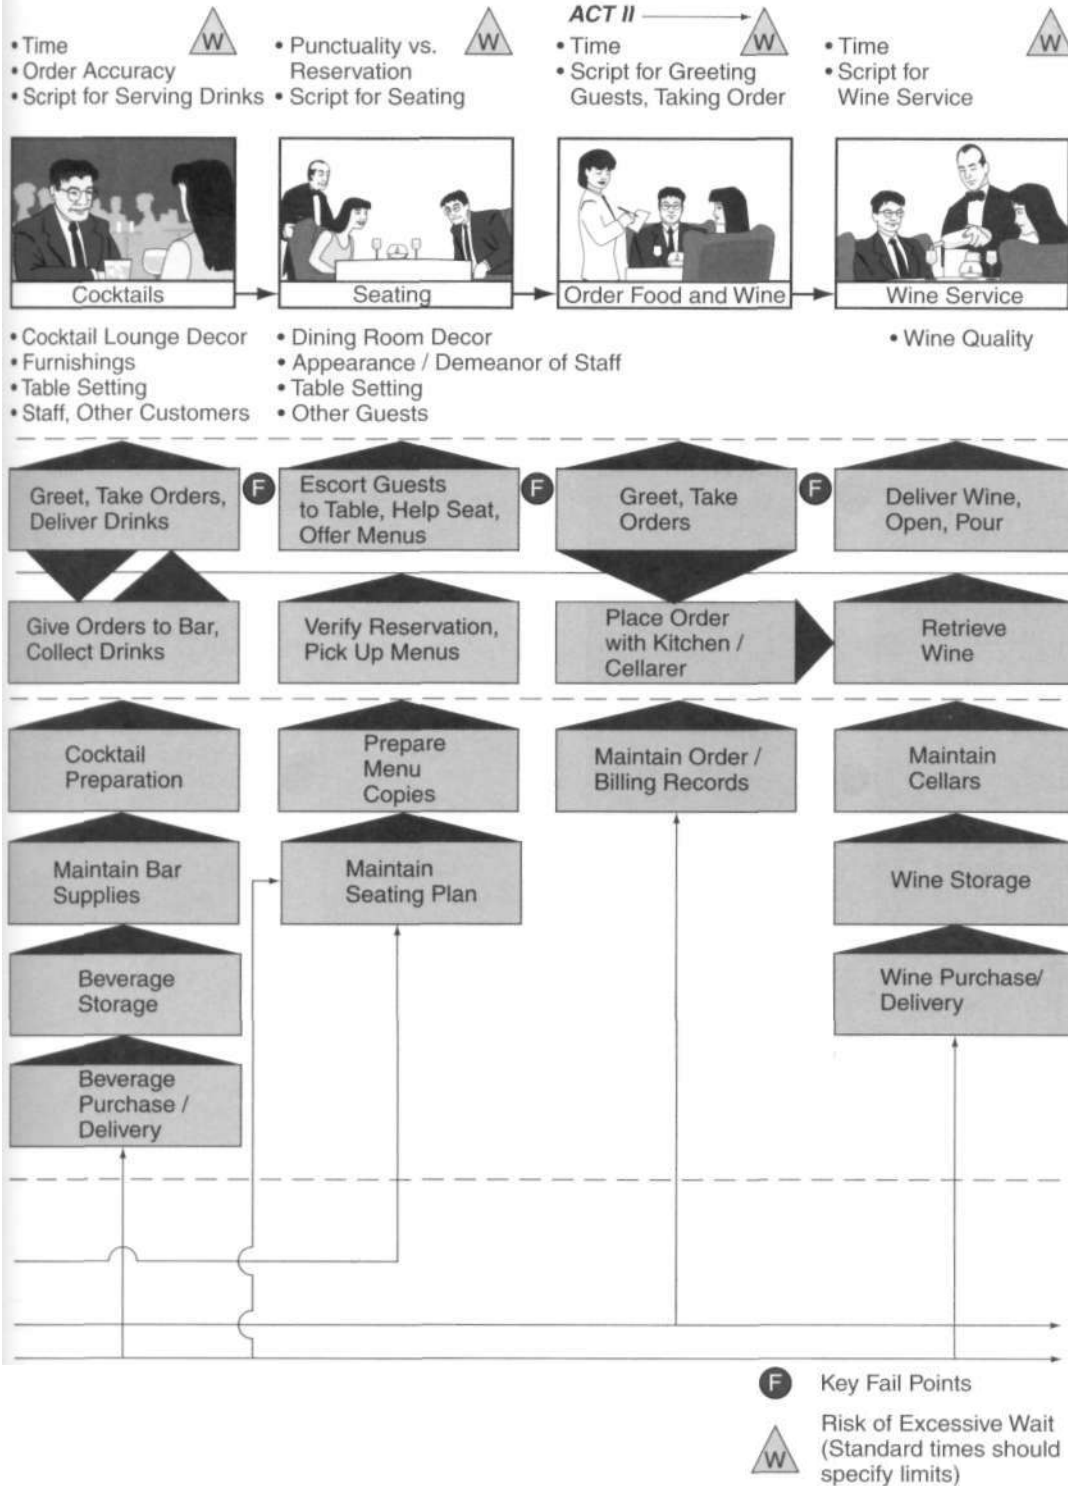 ACT II
W
W
W
W
• Time
• Order Accuracy
• Script for Serving Drinks
• Punctuality vs.
Reservation
• Script for Seating
• Time
• Script for Greeting
Guests, Taking Order
• Time
• Script for
Wine Service
Cocktails
Seating
Order Food and Wine
Wine Service
• Cocktail Lounge Decor
• Furnishings
• Table Setting
• Staff, Other Customers
• Dining Room Decor
• Appearance / Demeanor of Staff
• Table Setting
• Other Guests
• Wine Quality
Greet, Take Orders,
Deliver Drinks
F
Escort Guests
to Table, Help Seat,
Offer Menus
F
Greet, Take
Orders
F
Deliver Wine,
Open, Pour
Give Orders to Bar,
Collect Drinks
Verify Reservation,
Pick Up Menus
Place Order
with Kitchen /
Cellarer
Retrieve
Wine
Cocktail
Preparation
Prepare
Menu
Copies
Maintain Order /
Billing Records
Maintain
Cellars
Maintain Bar
Supplies
Maintain
Seating Plan
Wine Storage
Beverage
Storage
Wine Purchase/
Delivery
Beverage
Purchase /
Delivery
F
Key Fail Points
W
Risk of Excessive Wait
(Standard times should
specify limits)